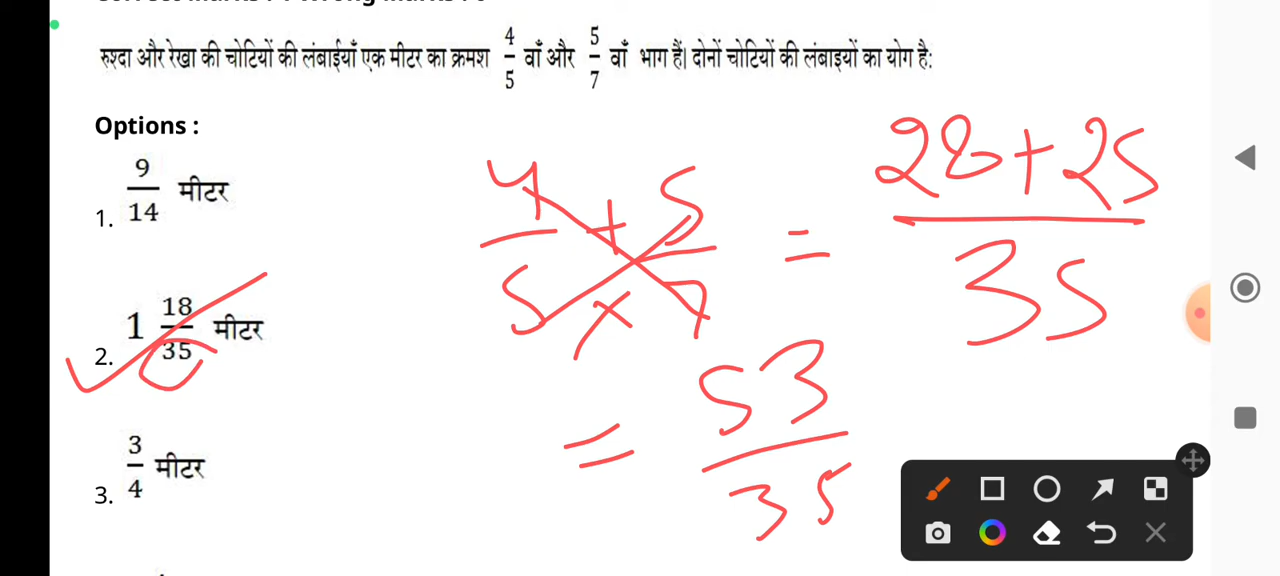 रुश्दा और रेखा की चोटियों की लंबाईयाँ एक मीटर का क्रमश 4/5 वाँ और 5/7 वाँ भाग हैं। दोनों चोटियों की लंबाइयों का योग है:
Options :
1. 9/14 मीटर
2. 1 18/35 मीटर
3. 3/4 मीटर
4/5 + 5/7 = 28+25/35
= 53/35